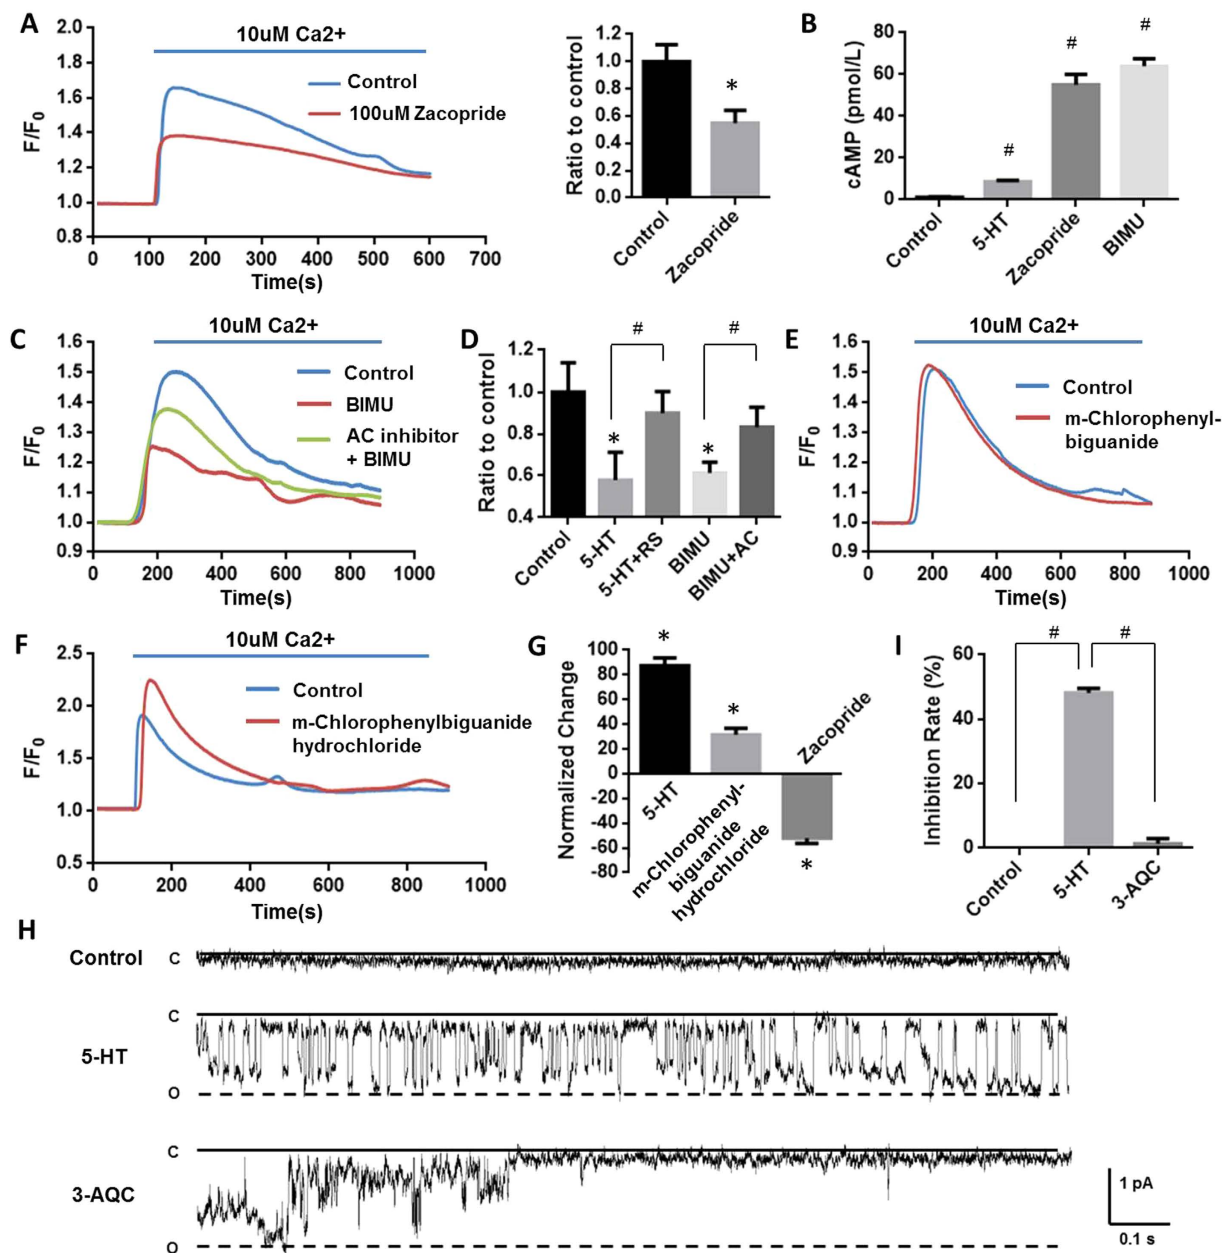 A
10uM Ca2+
Control
100uM Zacopride
F/F0
2.0
1.8
1.6
1.4
1.2
1.0
0.8
0 100 200 300 400 500 600 700
Time(s)
Ratio to control
1.2
1.0
0.8
0.6
0.4
0.2
0.0
*
Control
Zacopride
B
cAMP (pmol/L)
80
60
40
20
0
# # #
Control
5-HT
Zacopride
BIMU
C
10uM Ca2+
Control
BIMU
AC inhibitor
+ BIMU
F/F0
1.6
1.5
1.4
1.3
1.2
1.1
1.0
0.9
0 200 400 600 800 1000
Time(s)
D
Ratio to control
1.2
1.0
0.8
0.6
0.4
# #
* *
Control
5-HT
5-HT+RS
BIMU
BIMU+AC
E
10uM Ca2+
Control
m-Chlorophenyl-
biguanide
F/F0
1.6
1.5
1.4
1.3
1.2
1.1
1.0
0.9
0 200 400 600 800 1000
Time(s)
F
10uM Ca2+
Control
m-Chlorophenylbiguanide
hydrochloride
F/F0
2.5
2.0
1.5
1.0
0.5
0 200 400 600 800 1000
Time(s)
G
Normalized Change
100
80
60
40
20
0
-20
-40
-60
-80
* * *
5-HT
m-Chlorophenyl-
biguanide
hydrochloride
Zacopride
I
Inhibition Rate (%)
60
40
20
0
# #
Control
5-HT
3-AQC
H
Control
C
5-HT
C
O
3-AQC
C
O
1 pA
0.1 s